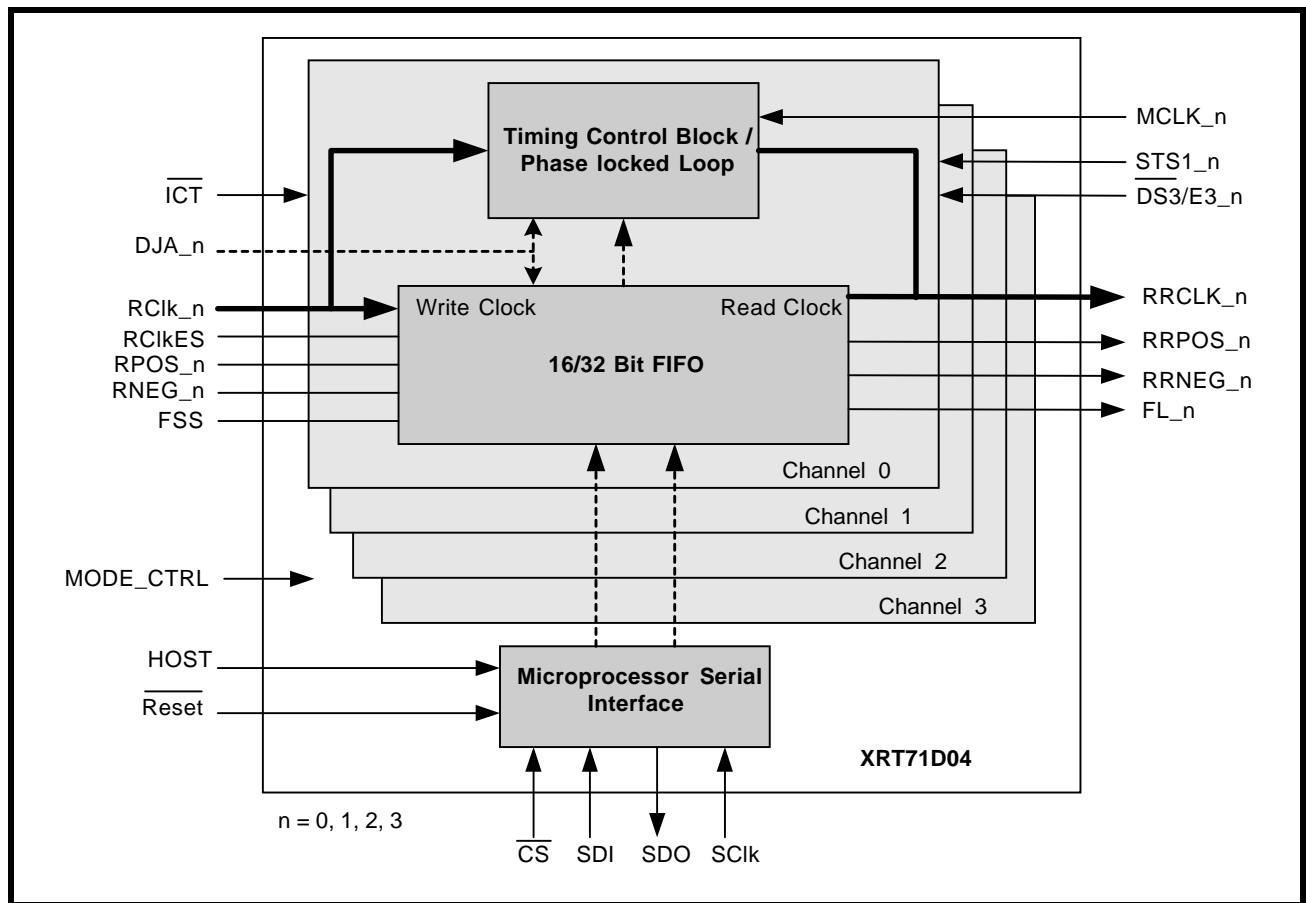 Timing Control Block /
Phase locked Loop
MCLK_n
STS1_n
DS3/E3_n
ICT
DJA_n
RClk_n
RClkES
RPOS_n
RNEG_n
FSS
Write Clock
Read Clock
16/32 Bit FIFO
RRCLK_n
RRPOS_n
RRNEG_n
FL_n
Channel 0
Channel 1
Channel 2
Channel 3
MODE_CTRL
HOST
Reset
Microprocessor Serial
Interface
XRT71D04
n = 0, 1, 2, 3
CS
SDI
SDO
SClk